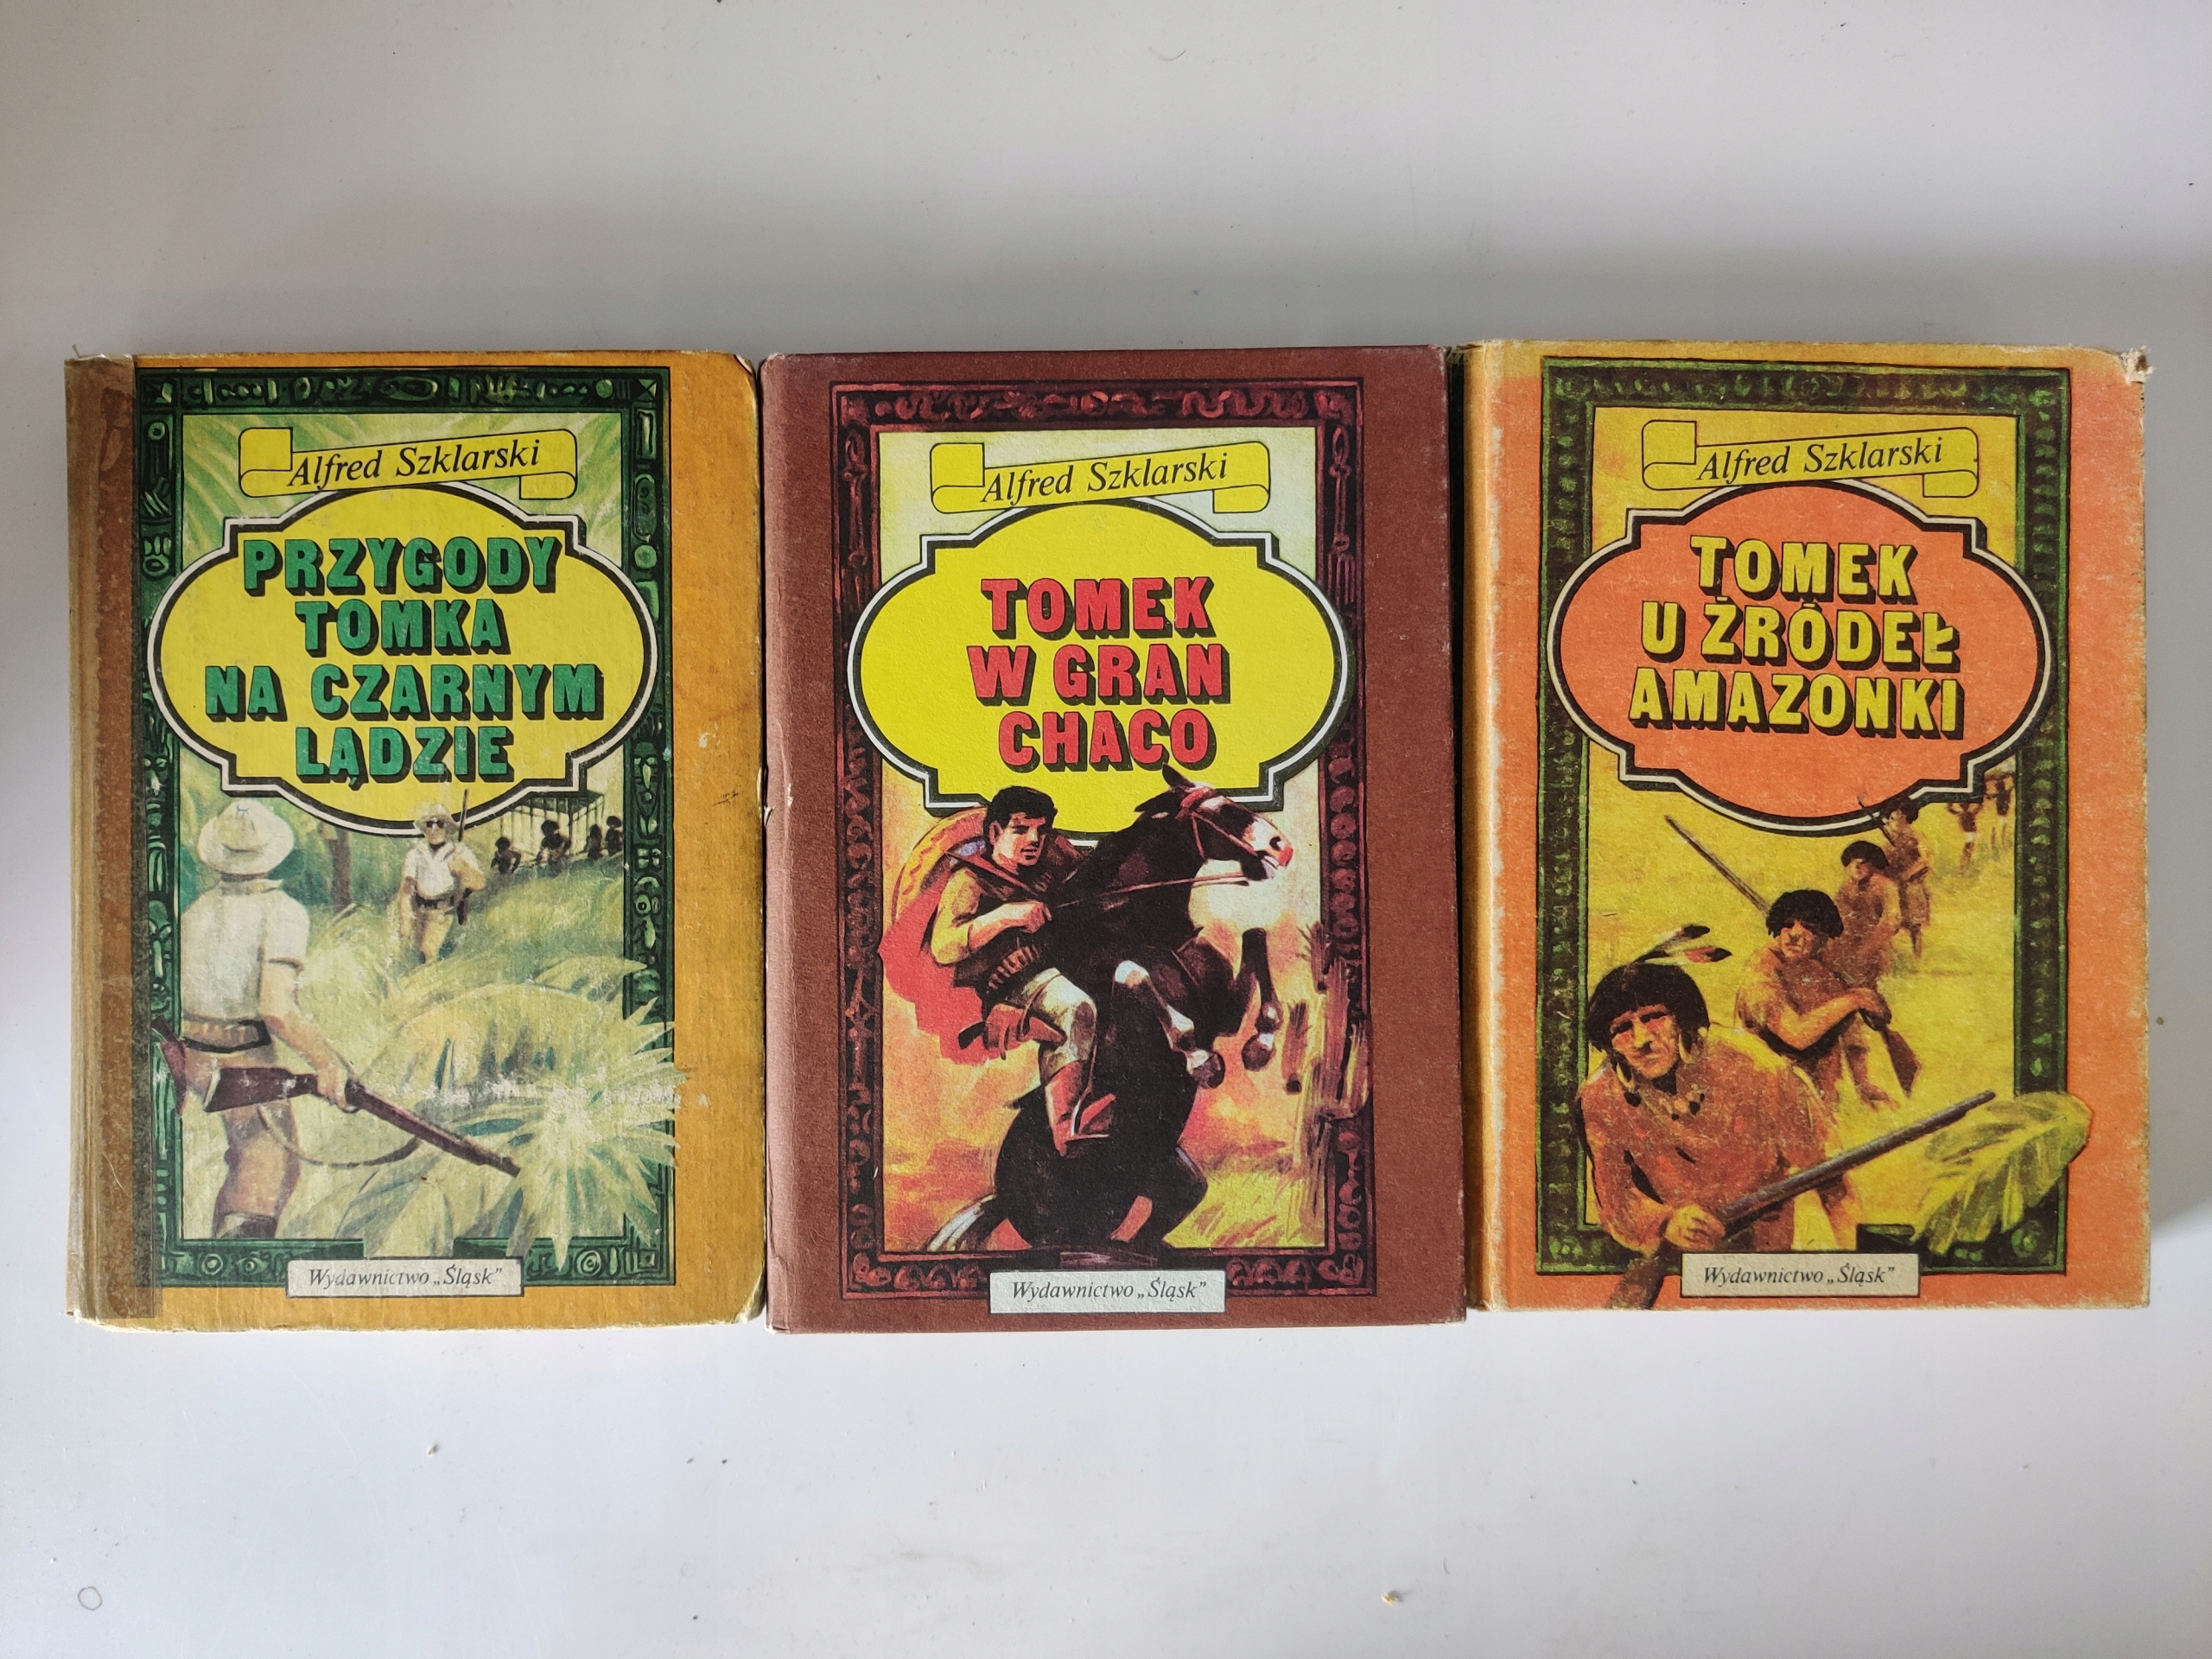 Alfred Szklarski
PRZYGODY
TOMKA
NA CZARNYM
LĄDZIE
Wydawnictwo „Śląsk”
Alfred Szklarski
TOMEK
W GRAN
CHACO
Wydawnictwo „Śląsk”
Alfred Szklarski
TOMEK
U ŹRÓDEŁ
AMAZONKI
Wydawnictwo „Śląsk”